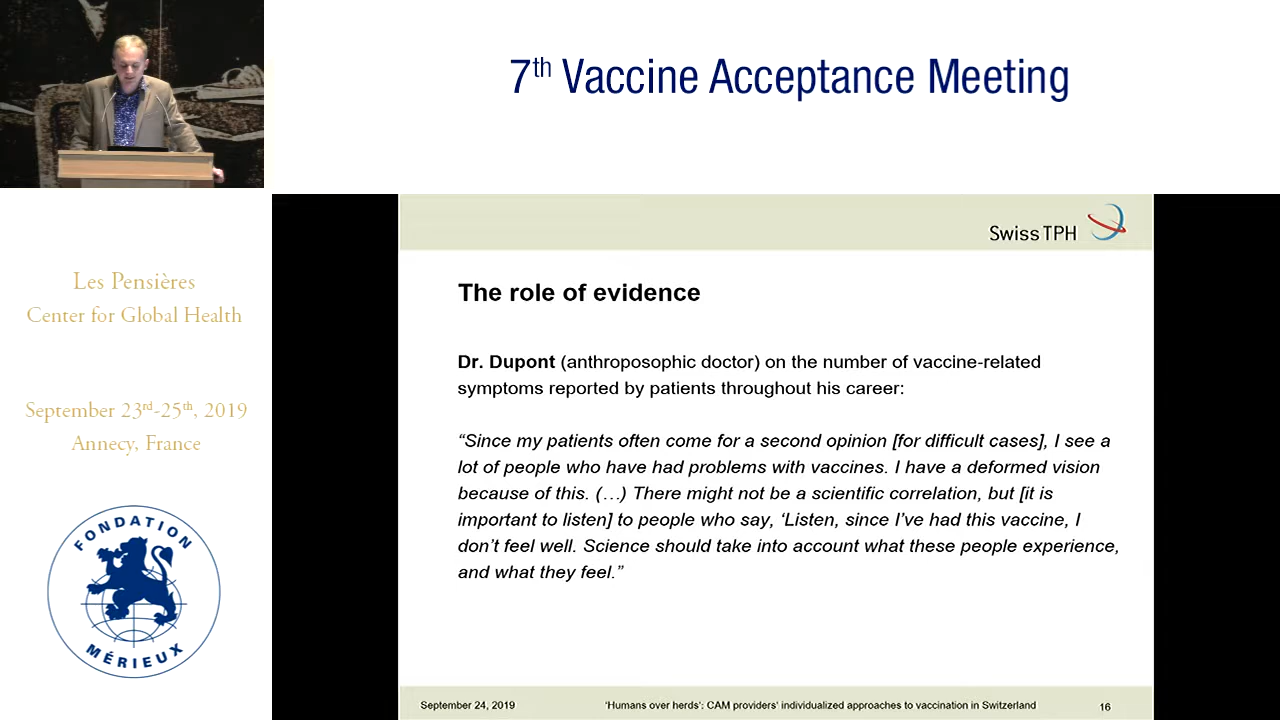 7th Vaccine Acceptance Meeting
Les Pensières
Center for Global Health
September 23rd-25th, 2019
Annecy, France
FONDATION
MÉRIEUX
Swiss TPH
The role of evidence
Dr. Dupont (anthroposophic doctor) on the number of vaccine-related
symptoms reported by patients throughout his career:
“Since my patients often come for a second opinion [for difficult cases], I see a
lot of people who have had problems with vaccines. I have a deformed vision
because of this. (…) There might not be a scientific correlation, but [it is
important to listen] to people who say, ‘Listen, since I’ve had this vaccine, I
don’t feel well. Science should take into account what these people experience,
and what they feel.”
September 24, 2019
‘Humans over herds’: CAM providers’ individualized approaches to vaccination in Switzerland
16